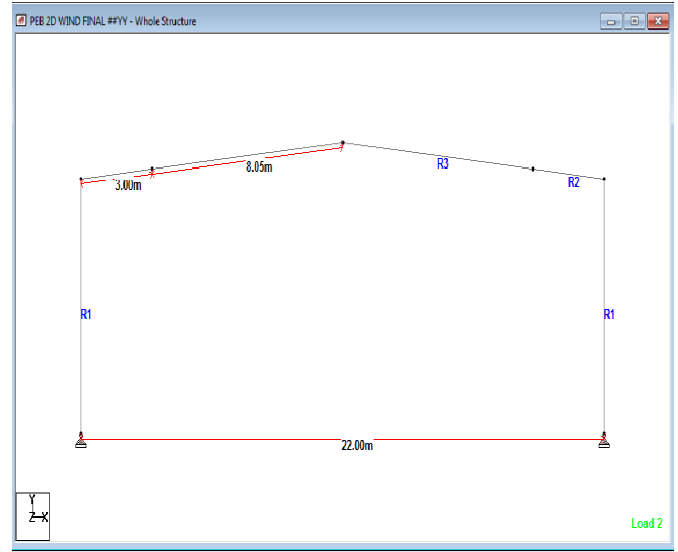 PEB 2D WIND FINAL ##YY - Whole Structure
8.05m
R3
3.00m
R2
R1
R1
22.00m
Y
Z X
Load 2